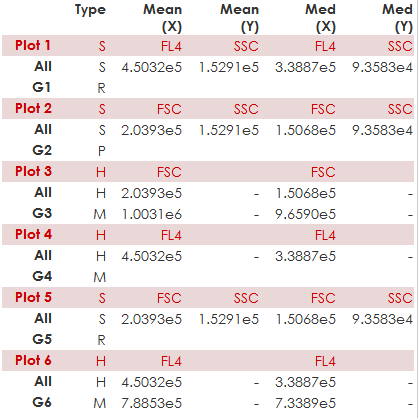 Type Mean (X) Mean (Y) Med (X) Med (Y)
Plot 1 S FL4 SSC FL4 SSC
All S 4.5032e5 1.5291e5 3.3887e5 9.3583e4
G1 R
Plot 2 S FSC SSC FSC SSC
All S 2.0393e5 1.5291e5 1.5068e5 9.3583e4
G2 P
Plot 3 H FSC FSC
All H 2.0393e5 - 1.5068e5 -
G3 M 1.0031e6 - 9.6590e5 -
Plot 4 H FL4 FL4
All H 4.5032e5 - 3.3887e5 -
G4 M
Plot 5 S FSC SSC FSC SSC
All S 2.0393e5 1.5291e5 1.5068e5 9.3583e4
G5 R
Plot 6 H FL4 FL4
All H 4.5032e5 - 3.3887e5 -
G6 M 7.8853e5 - 7.3389e5 -